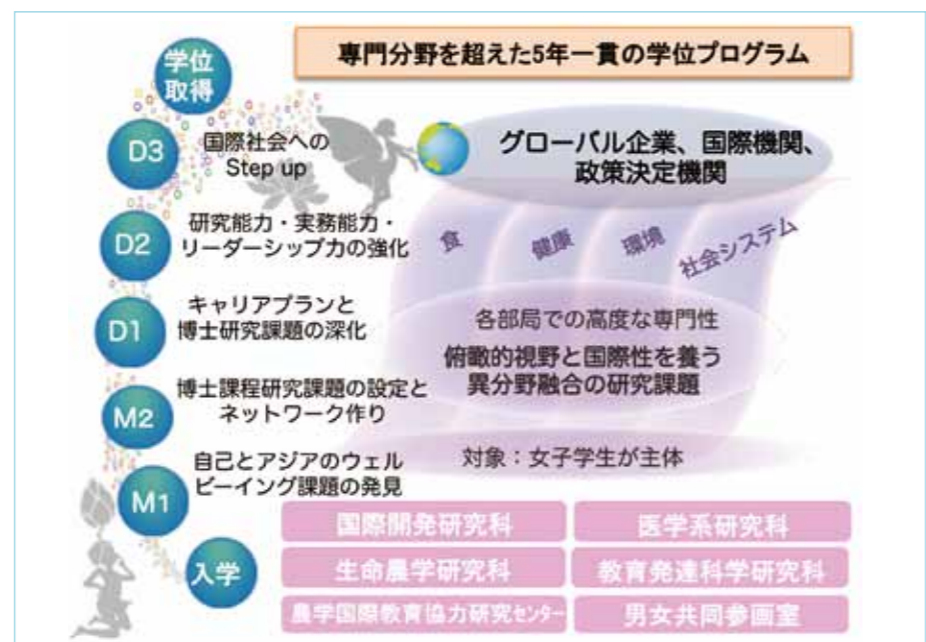 専門分野を超えた5年一貫の学位プログラム
学位
取得
D3
国際社会への
Step up
グローバル企業、国際機関、
政策決定機関
D2
研究能力・実務能力・
リーダーシップ力の強化
食
健康
環境
社会システム
D1
キャリアプランと
博士研究課題の深化
各部局での高度な専門性
俯瞰的視野と国際性を養う
異分野融合の研究課題
M2
博士課程研究課題の設定と
ネットワーク作り
M1
自己とアジアのウェル
ビーイング課題の発見
対象：女子学生が主体
入学
国際開発研究科
医学系研究科
生命農学研究科
教育発達科学研究科
農学国際教育協力研究センター
男女共同参画室